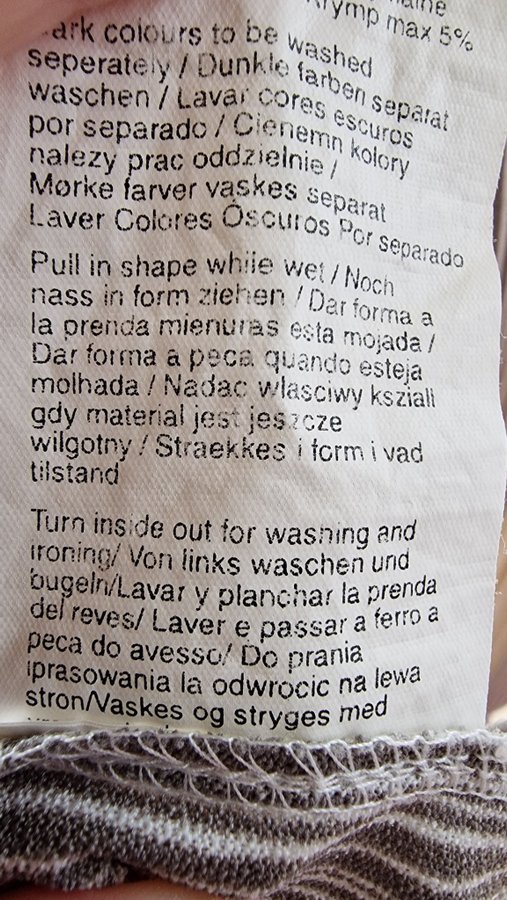 Krymp max 5%
dark colours to be washed
seperately / Dunkle farben separat
waschen / Lavar cores escuros
por separado / Cienemn kolory
nalezy prac oddzielnie /
Mørke farver vaskes separat
Laver Colores Óscuros Por separado
Pull in shape while wet / Noch
nass in form ziehen / Dar forma a
la prenda mienuras esta mojada /
Dar forma a peca quando esteja
molhada / Nadac wlasciwy ksziall
gdy material jest jeszcze
wilgotny / Straekkes i form i vad
tilstand
Turn inside out for washing and
ironing/ Von links waschen und
bugeln/Lavar y planchar la prenda
del reves/ Laver e passar a ferro a
peca do avesso/ Do prania
iprasowania la odwrocic na lewa
stron/Vaskes og stryges med